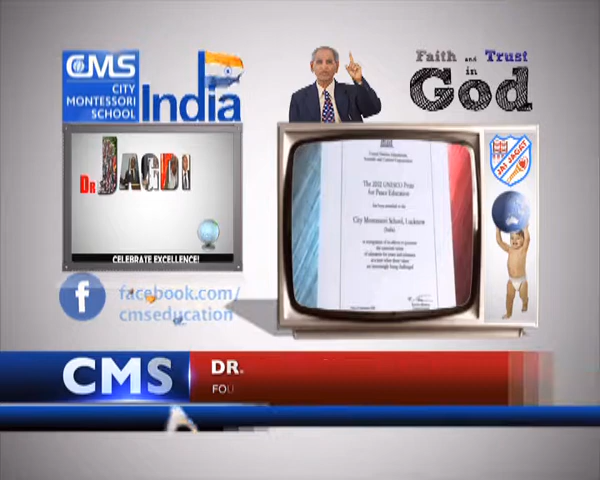 CMS
CITY
MONTESSORI
SCHOOL
India
Faith and Trust
in
God
DR JAGDI
CELEBRATE EXCELLENCE!
The 2002 UNESCO Prize
for Peace Education
City Montessori School, Lucknow
(India)
JAI JAGAT
facebook.com/
cmseducation
CMS
DR.
FOU